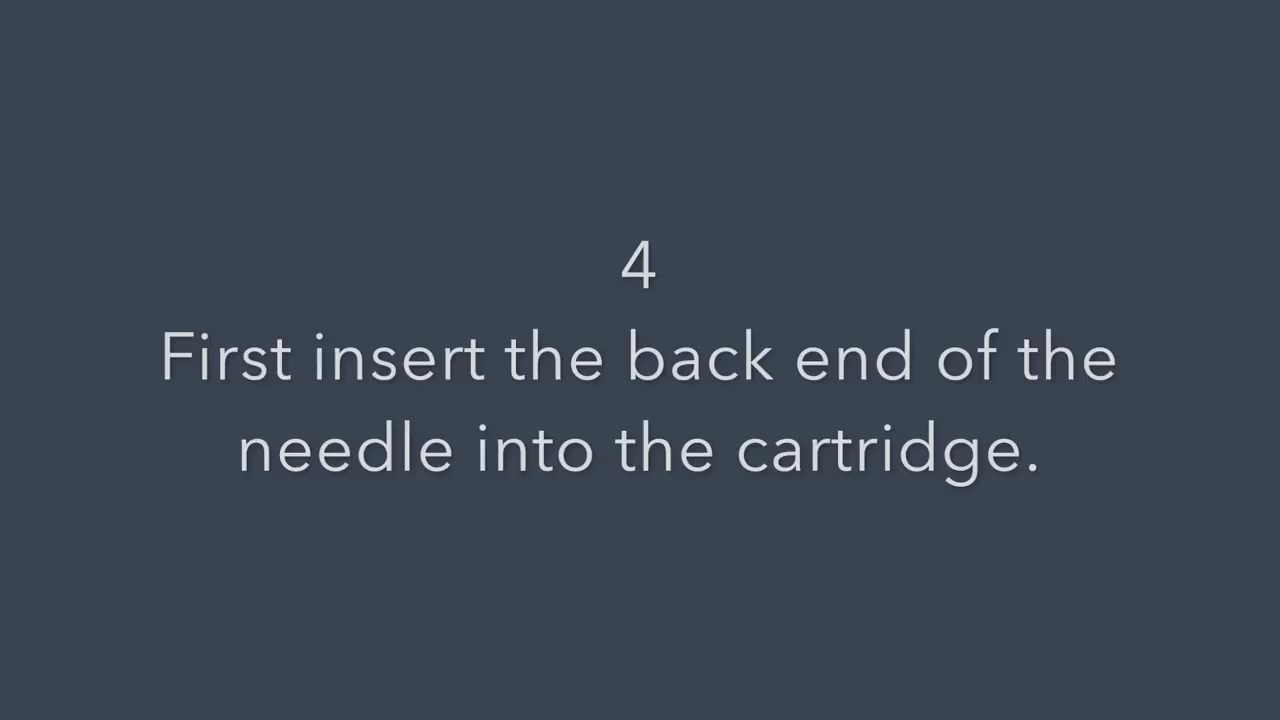 4
First insert the back end of the
needle into the cartridge.